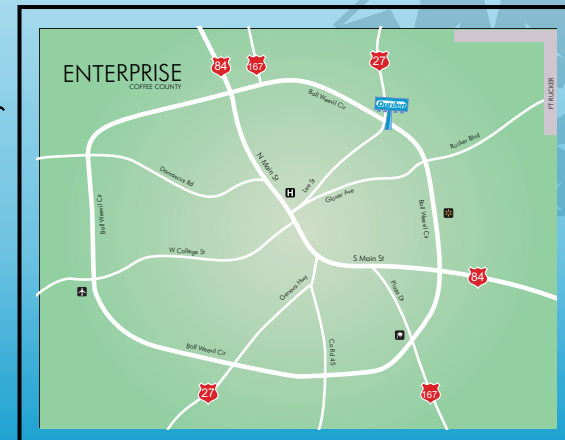 84
167
27
ENTERPRISE
COFFEE COUNTY
FT RUCKER
Boll Weevil Cir
Durden
Rucker Blvd
N Main St
Damascus Rd
H
Lee St
Glover Ave
Boll Weevil Cir
Boll Weevil Cir
W College St
S Main St
84
Geneva Hwy
Plaza Dr
Co Rd 45
Boll Weevil Cir
27
167